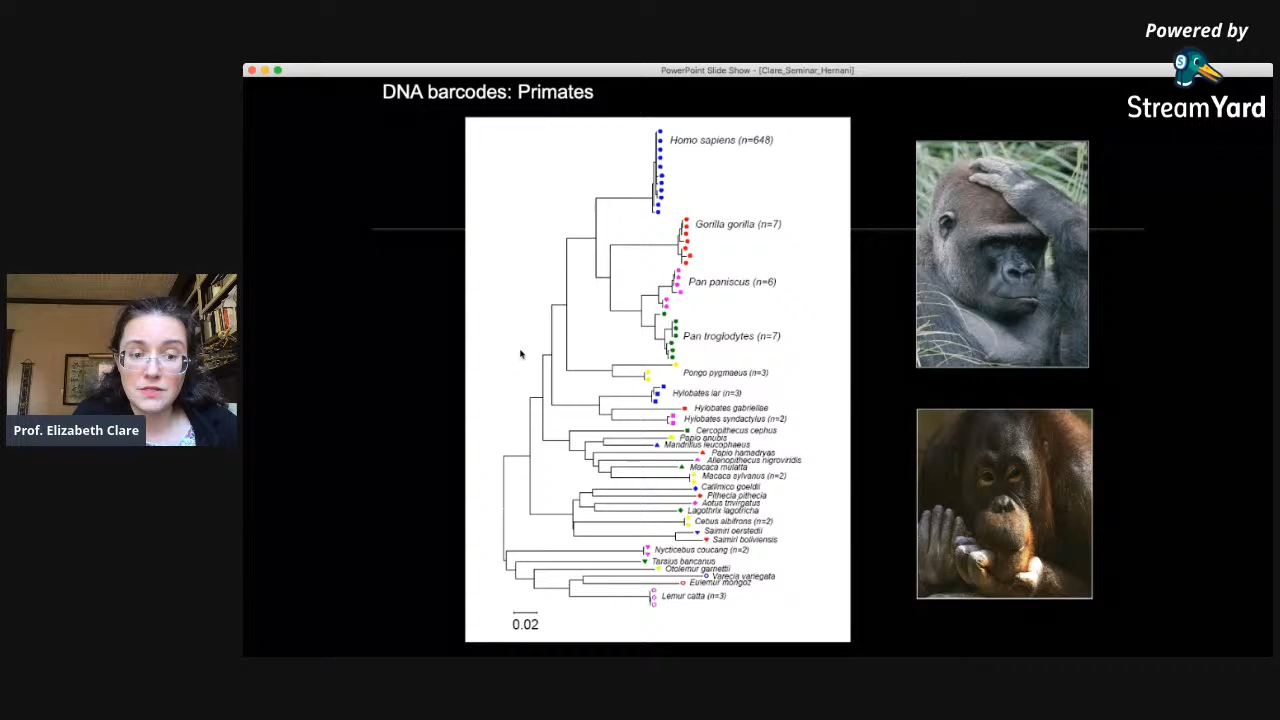 Powered by
StreamYard
PowerPoint Slide Show - [Clare_Seminar_Hernani]
DNA barcodes: Primates
Homo sapiens (n=648)
Gorilla gorilla (n=7)
Pan paniscus (n=6)
Pan troglodytes (n=7)
Pongo pygmaeus (n=3)
Hylobates lar (n=3)
Hylobates gabriellae
Hylobates syndactylus (n=2)
Cercopithecus cephus
Papio anubis
Mandrillus leucophaeus
Papio hamadryas
Allenopithecus nigroviridis
Macaca mulatta
Macaca sylvanus (n=2)
Callimico goeldii
Pithecia pithecia
Aotus trivirgatus
Lagothrix lagotricha
Cebus albifrons (n=2)
Saimiri oerstedii
Saimiri boliviensis
Nycticebus coucang (n=2)
Tarsius bancanus
Otolemur garnettii
Varecia variegata
Eulemur mongoz
Lemur catta (n=3)
0.02
Prof. Elizabeth Clare